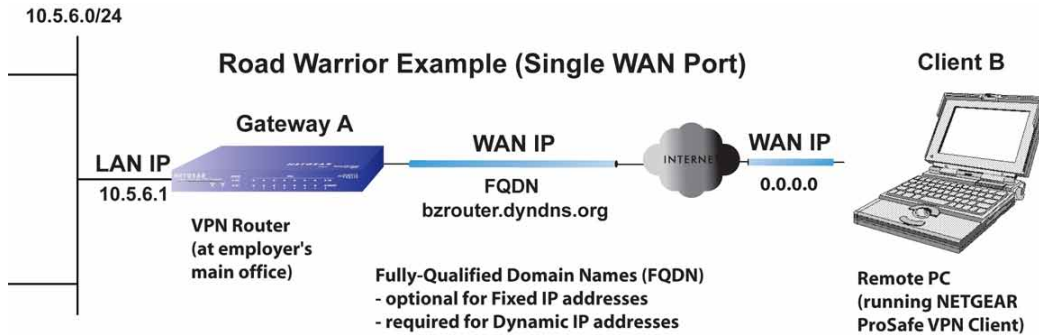 10.5.6.0/24
Road Warrior Example (Single WAN Port)
Client B
Gateway A
WAN IP
WAN IP
LAN IP
INTERNE
NETGEAR
NETGEAR
10.5.6.1
FQDN
0.0.0.0
bzrouter.dyndns.org
VPN Router
(at employer's
main office)
Fully-Qualified Domain Names (FQDN)
- optional for Fixed IP addresses
- required for Dynamic IP addresses
Remote PC
(running NETGEAR
ProSafe VPN Client)